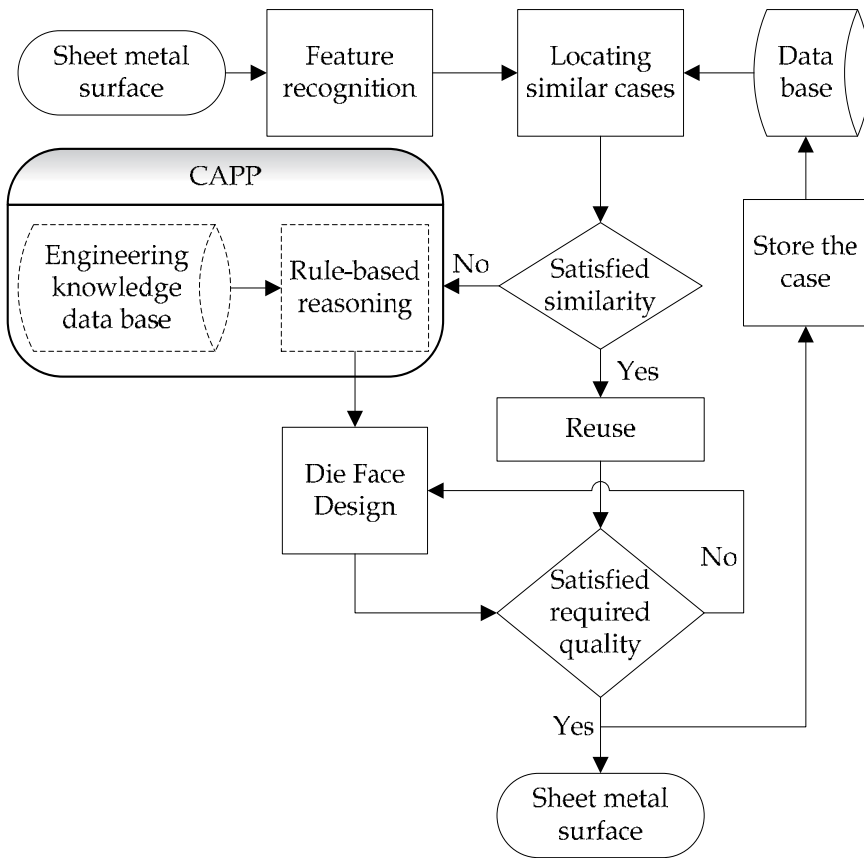 Sheet metal
surface
Feature
recognition
Locating
similar cases
Data
base
CAPP
Engineering
knowledge
data base
Rule-based
reasoning
No
Satisfied
similarity
Store the
case
Yes
Reuse
Die Face
Design
No
Satisfied
required
quality
Yes
Sheet metal
surface